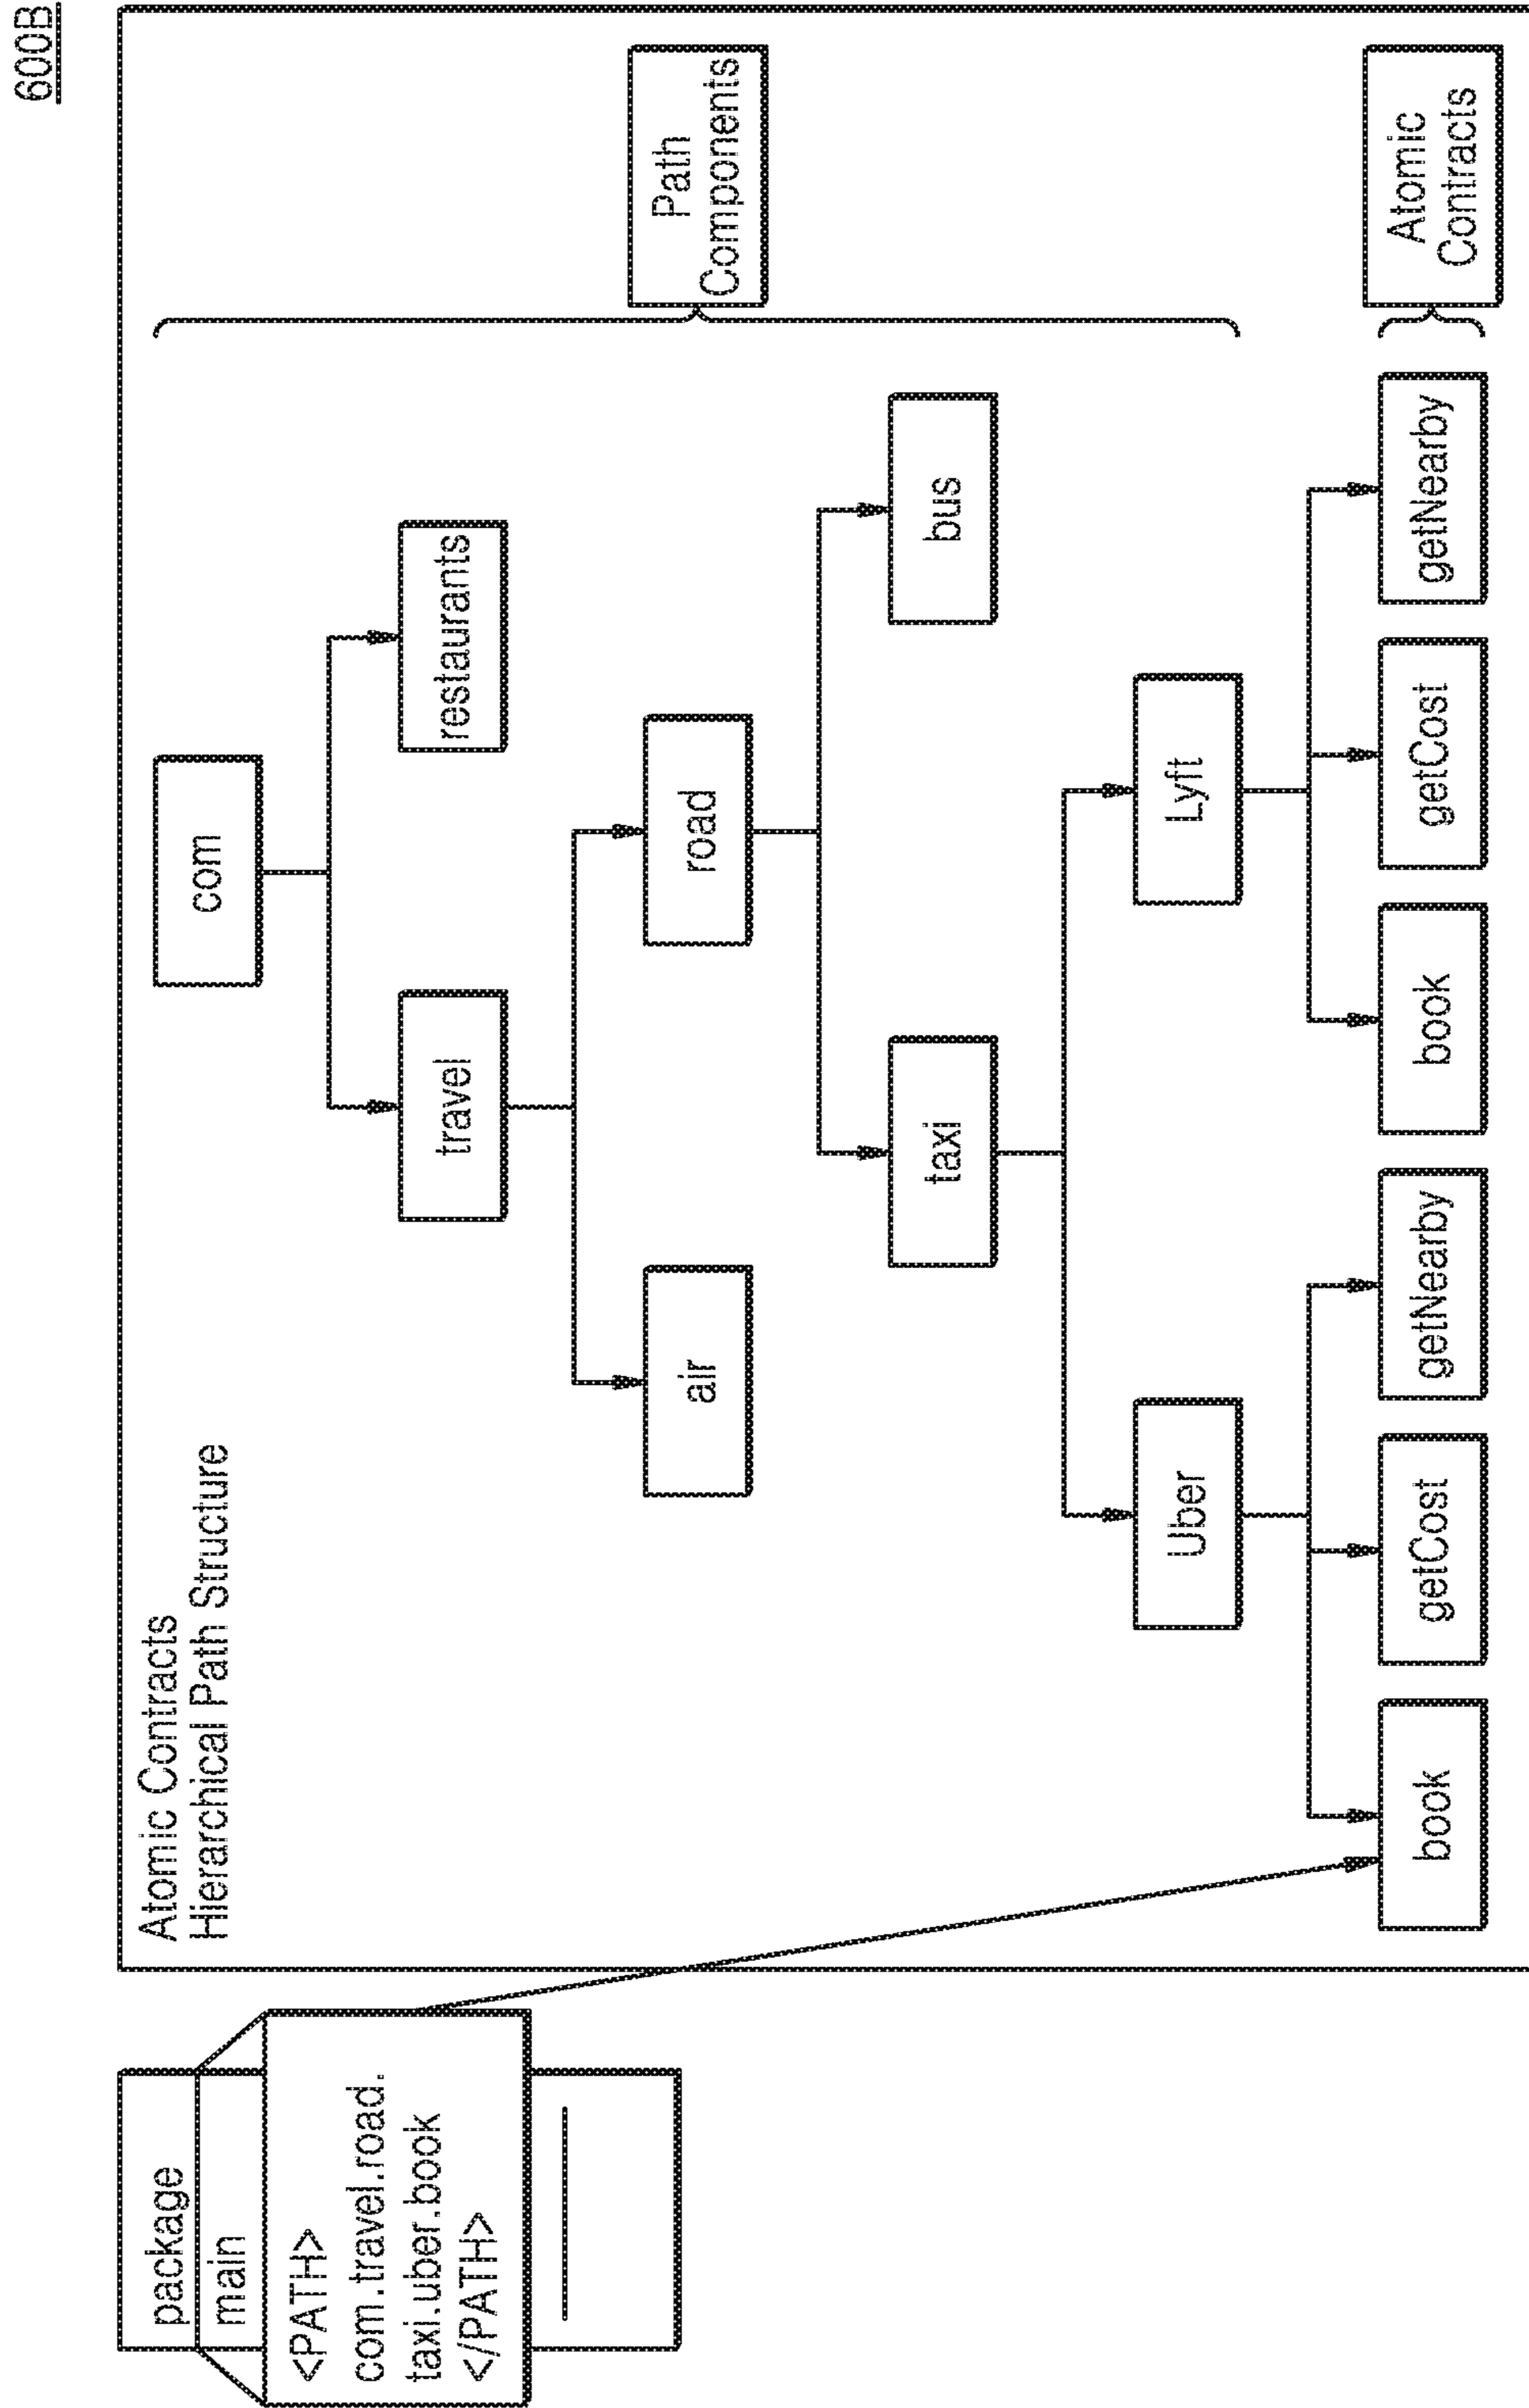 600B
package
main
<PATH>
com.travel.road.
taxi.uber.book
</PATH>
Atomic Contracts
Hierarchical Path Structure
com
travel
restaurants
air
road
taxi
bus
Uber
Lyft
book
getCost
getNearby
book
getCost
getNearby
Path
Components
Atomic
Contracts